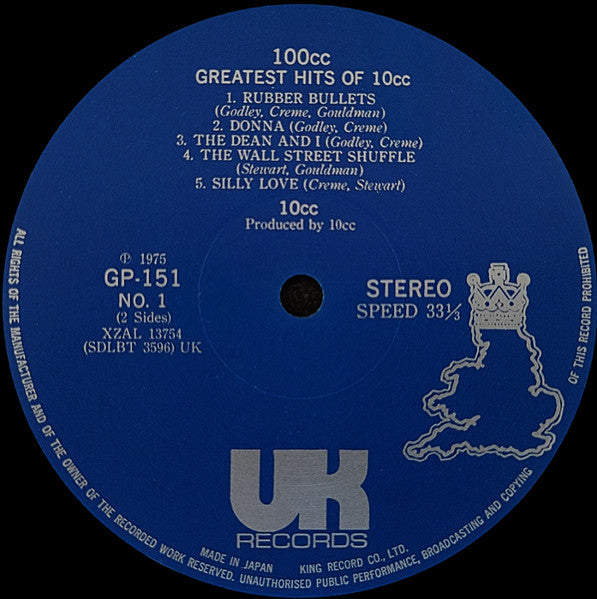 100cc
GREATEST HITS OF 10cc
1. RUBBER BULLETS
(Godley, Creme, Gouldman)
2. DONNA (Godley, Creme)
3. THE DEAN AND I (Godley, Creme)
4. THE WALL STREET SHUFFLE
(Stewart, Gouldman)
5. SILLY LOVE (Creme, Stewart)
10cc
Produced by 10cc
℗ 1975
GP-151
NO. 1
(2 Sides)
XZAL 13754
(SDLBT 3596) UK
STEREO
SPEED 33⅓
UK
RECORDS
MADE IN JAPAN KING RECORD CO., LTD.
ALL RIGHTS OF THE MANUFACTURER AND OF THE OWNER OF THE RECORDED WORK RESERVED. UNAUTHORISED PUBLIC PERFORMANCE, BROADCASTING AND COPYING OF THIS RECORD PROHIBITED